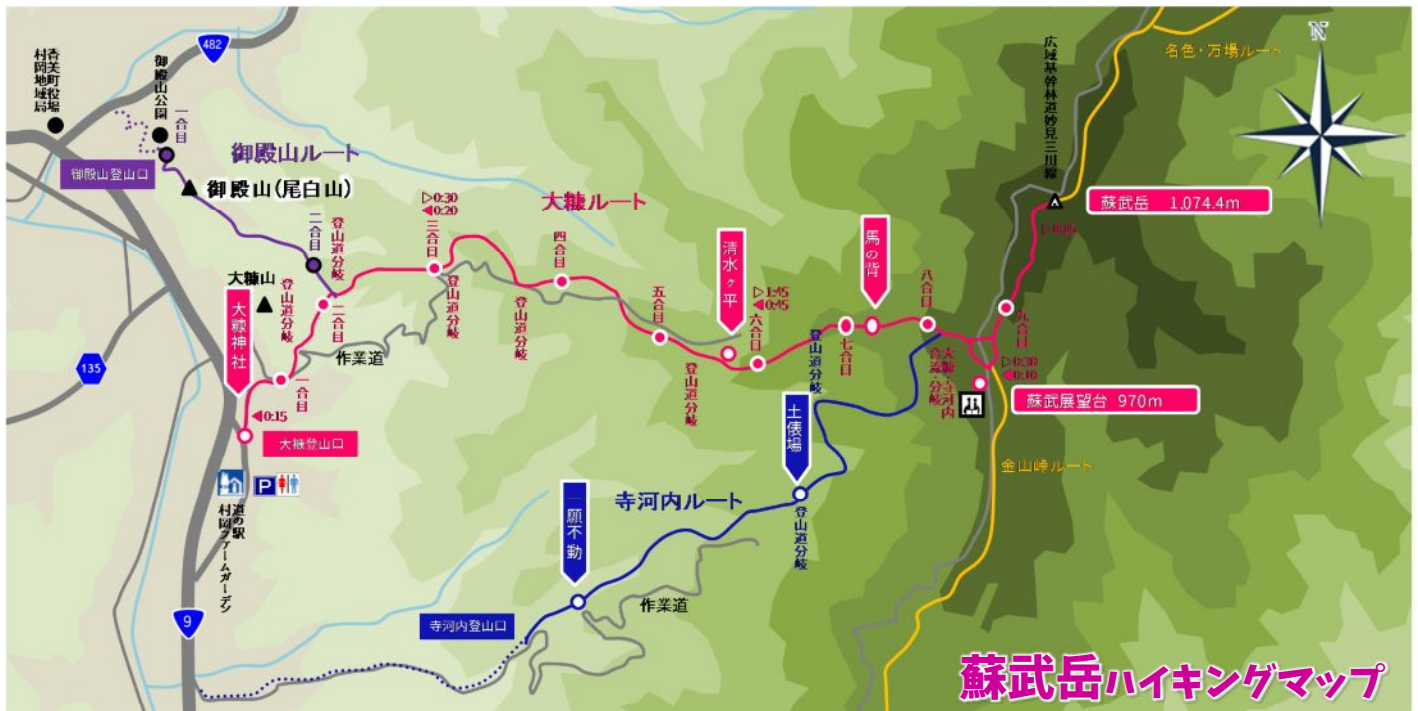 482
香美町役場
村岡地域局
御殿山公園
一合目
御殿山ルート
御殿山登山口
御殿山(尾白山)
二合目
登山道分岐
▷0:30
◀0:20
三合目
登山道分岐
大糠ルート
四合目
登山道分岐
五合目
登山道分岐
清水ヶ平
▷1:45
◀0:45
六合目
登山道分岐
七合目
馬の背
八合目
大糠・寺河内
合流・分岐
九合目
▷0:30
◀0:30
広域基幹林道妙見三川線
名色・万場ルート
N
蘇武岳 1,074.4m
蘇武展望台 970m
金山峠ルート
大糠山
登山道分岐
二合目
大糠神社
作業道
一合目
◀0:15
大糠登山口
135
P
道の駅
村岡ファームガーデン
9
寺河内ルート
土俵場
登山道分岐
一願不動
作業道
寺河内登山口
蘇武岳ハイキングマップ